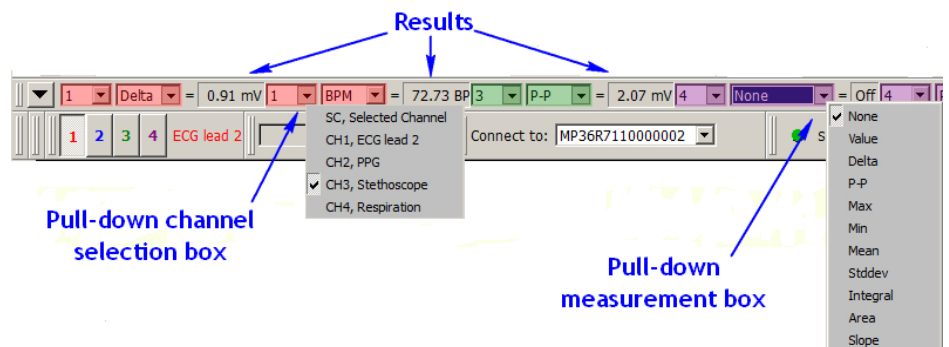 Results
1 Delta = 0.91 mV 1 BPM = 72.73 BP 3 P-P = 2.07 mV 4 None = Off 4
1 2 3 4 ECG lead 2 Connect to: MP36R7110000002 S
SC, Selected Channel
CH1, ECG lead 2
CH2, PPG
CH3, Stethoscope
CH4, Respiration
None
Value
Delta
P-P
Max
Min
Mean
Stddev
Integral
Area
Slope
Pull-down channel
selection box
Pull-down
measurement box